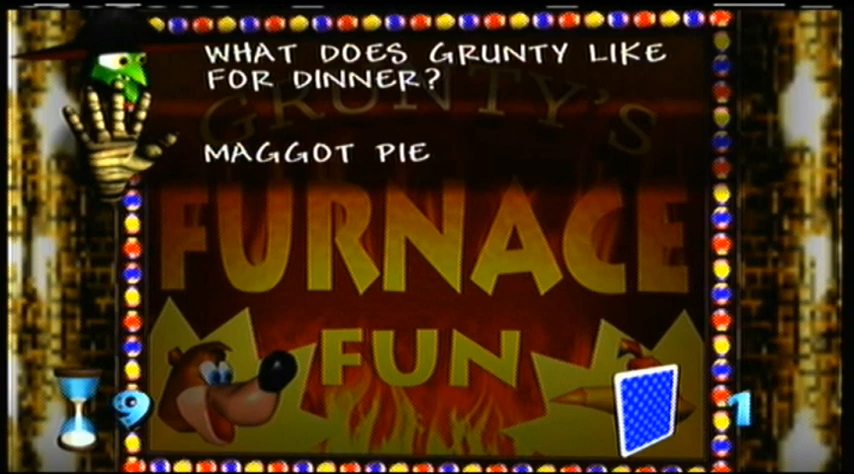 WHAT DOES GRUNTY LIKE
FOR DINNER?
MAGGOT PIE
GRUNTY'S
FURNACE
FUN
9
1